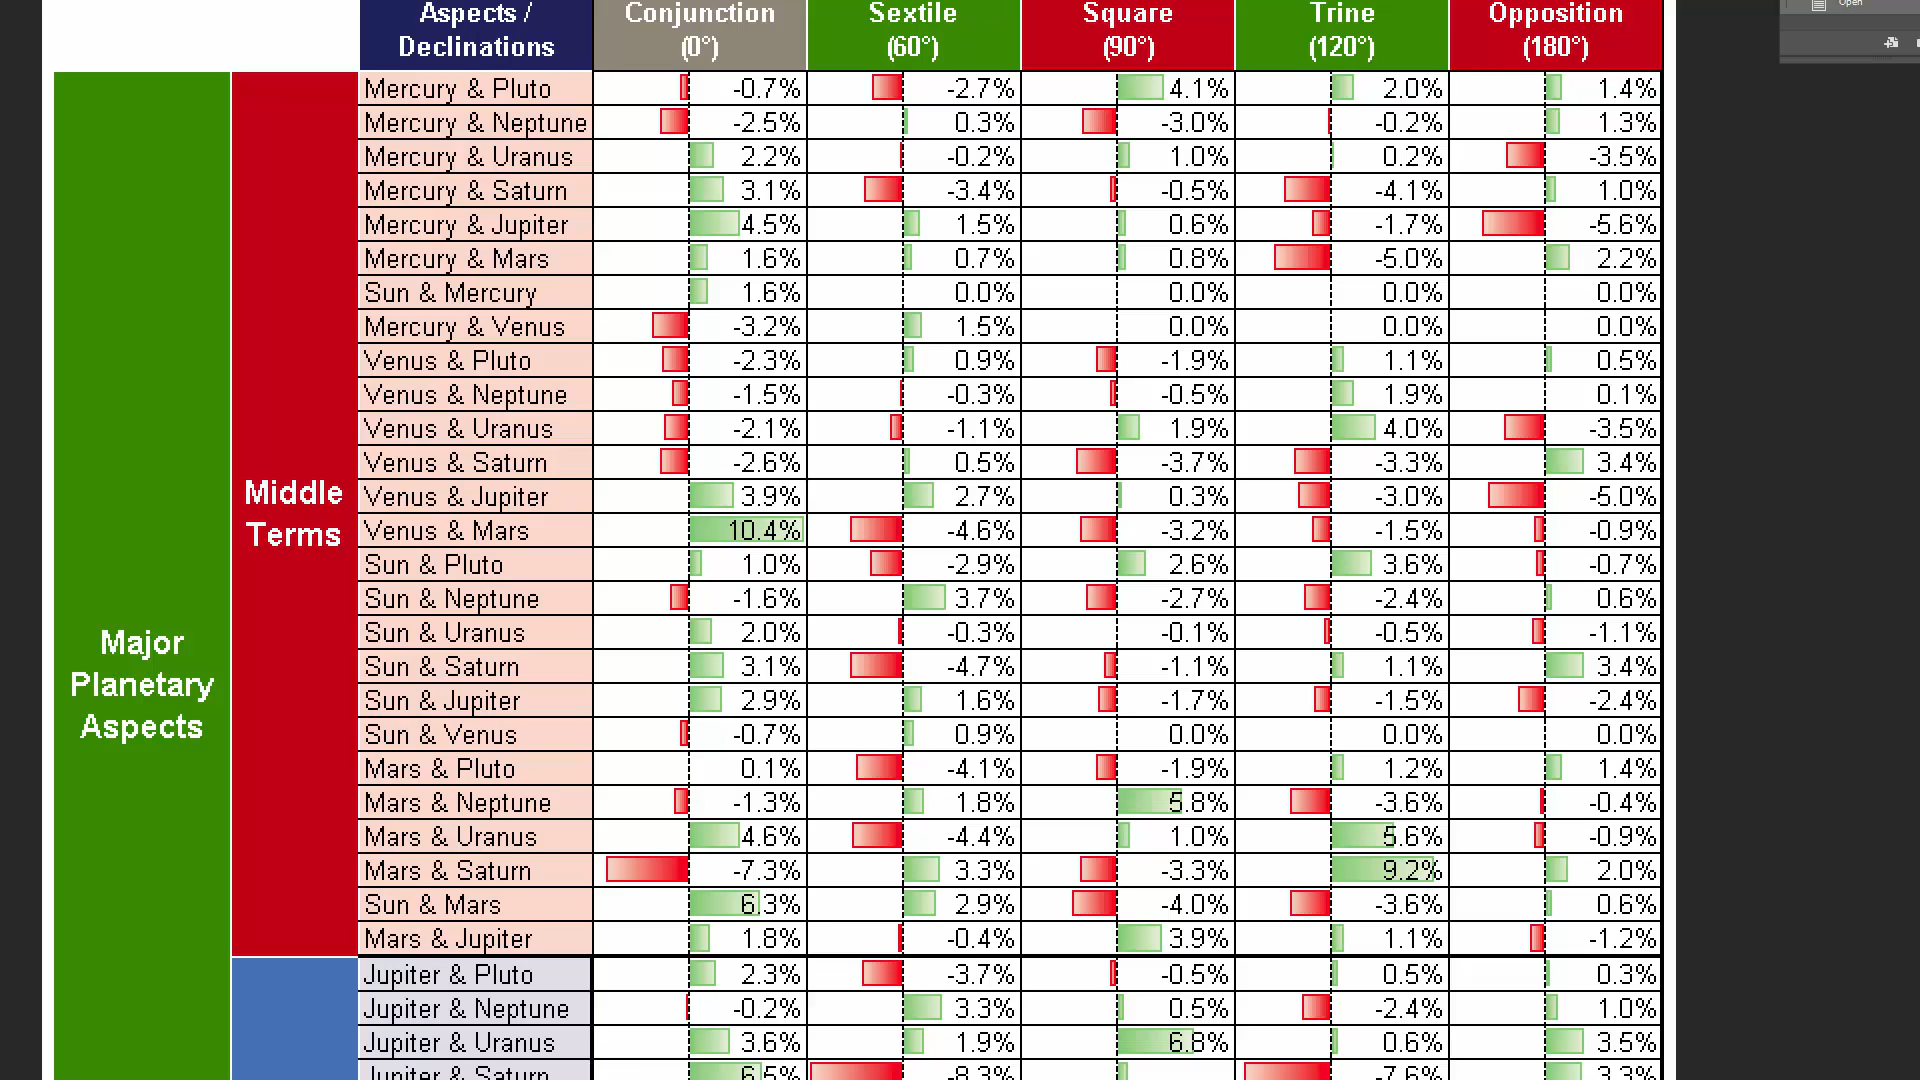 Open
Aspects / Declinations Conjunction (0°) Sextile (60°) Square (90°) Trine (120°) Opposition (180°)
Major Planetary Aspects
Middle Terms
Mercury & Pluto -0.7% -2.7% 4.1% 2.0% 1.4%
Mercury & Neptune -2.5% 0.3% -3.0% -0.2% 1.3%
Mercury & Uranus 2.2% -0.2% 1.0% 0.2% -3.5%
Mercury & Saturn 3.1% -3.4% -0.5% -4.1% 1.0%
Mercury & Jupiter 4.5% 1.5% 0.6% -1.7% -5.6%
Mercury & Mars 1.6% 0.7% 0.8% -5.0% 2.2%
Sun & Mercury 1.6% 0.0% 0.0% 0.0% 0.0%
Mercury & Venus -3.2% 1.5% 0.0% 0.0% 0.0%
Venus & Pluto -2.3% 0.9% -1.9% 1.1% 0.5%
Venus & Neptune -1.5% -0.3% -0.5% 1.9% 0.1%
Venus & Uranus -2.1% -1.1% 1.9% 4.0% -3.5%
Venus & Saturn -2.6% 0.5% -3.7% -3.3% 3.4%
Venus & Jupiter 3.9% 2.7% 0.3% -3.0% -5.0%
Venus & Mars 10.4% -4.6% -3.2% -1.5% -0.9%
Sun & Pluto 1.0% -2.9% 2.6% 3.6% -0.7%
Sun & Neptune -1.6% 3.7% -2.7% -2.4% 0.6%
Sun & Uranus 2.0% -0.3% -0.1% -0.5% -1.1%
Sun & Saturn 3.1% -4.7% -1.1% 1.1% 3.4%
Sun & Jupiter 2.9% 1.6% -1.7% -1.5% -2.4%
Sun & Venus -0.7% 0.9% 0.0% 0.0% 0.0%
Mars & Pluto 0.1% -4.1% -1.9% 1.2% 1.4%
Mars & Neptune -1.3% 1.8% 5.8% -3.6% -0.4%
Mars & Uranus 4.6% -4.4% 1.0% 5.6% -0.9%
Mars & Saturn -7.3% 3.3% -3.3% 9.2% 2.0%
Sun & Mars 6.3% 2.9% -4.0% -3.6% 0.6%
Mars & Jupiter 1.8% -0.4% 3.9% 1.1% -1.2%
Jupiter & Pluto 2.3% -3.7% -0.5% 0.5% 0.3%
Jupiter & Neptune -0.2% 3.3% 0.5% -2.4% 1.0%
Jupiter & Uranus 3.6% 1.9% 6.8% 0.6% 3.5%
Jupiter & Saturn 6.5% -8.3% -7.6% 3.3%